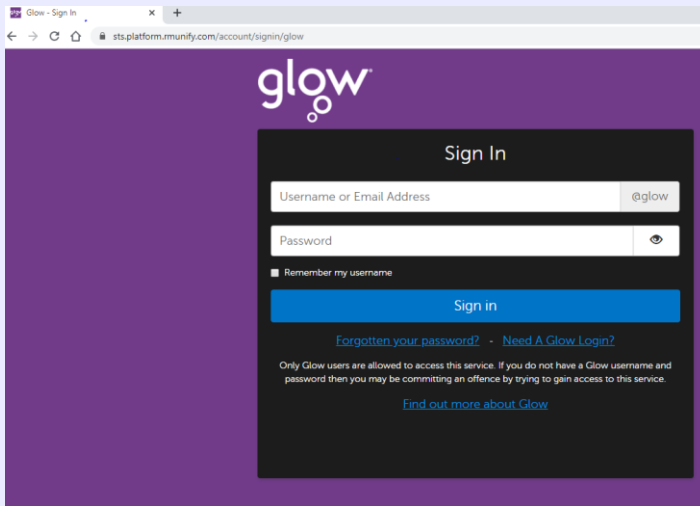 Glow - Sign In
sts.platform.rmunify.com/account/signin/glow
glow
Sign In
Username or Email Address @glow
Password
Remember my username
Sign in
Forgotten your password? - Need A Glow Login?
Only Glow users are allowed to access this service. If you do not have a Glow username and
password then you may be committing an offence by trying to gain access to this service.
Find out more about Glow